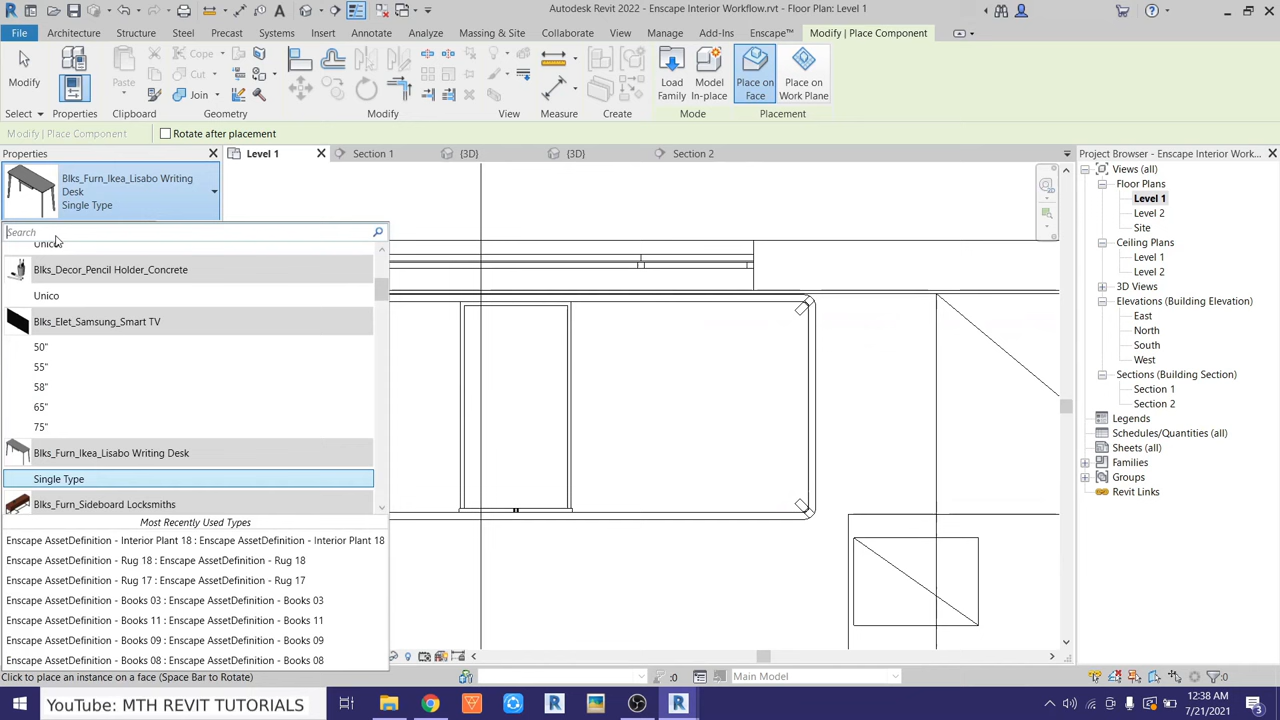 Autodesk Revit 2022 - Enscape Interior Workflow.rvt - Floor Plan: Level 1
File Architecture Structure Steel Precast Systems Insert Annotate Analyze Massing & Site Collaborate View Manage Add-Ins Enscape™ Modify | Place Component
Cope
Cut
Join
Modify Paste Load Family Model In-place Place on Face Place on Work Plane
Select Properties Clipboard Geometry Modify View Measure Create Mode Placement
Modify | Place Component Rotate after placement
Properties Level 1 Section 1 {3D} {3D} Section 2 Project Browser - Enscape Interior Wok...
Blks_Furn_Ikea_Lisabo Writing
Desk
Single Type
Search
Unico
Blks_Decor_Pencil Holder_Concrete
Unico
Blks_Elet_Samsung_Smart TV
50"
55"
58"
65"
75"
Blks_Furn_Ikea_Lisabo Writing Desk
Single Type
Blks_Furn_Sideboard Locksmiths
Most Recently Used Types
Enscape AssetDefinition - Interior Plant 18 : Enscape AssetDefinition - Interior Plant 18
Enscape AssetDefinition - Rug 18 : Enscape AssetDefinition - Rug 18
Enscape AssetDefinition - Rug 17 : Enscape AssetDefinition - Rug 17
Enscape AssetDefinition - Books 03 : Enscape AssetDefinition - Books 03
Enscape AssetDefinition - Books 11 : Enscape AssetDefinition - Books 11
Enscape AssetDefinition - Books 09 : Enscape AssetDefinition - Books 09
Enscape AssetDefinition - Books 08 : Enscape AssetDefinition - Books 08
Views (all)
Floor Plans
Level 1
Level 2
Site
Ceiling Plans
Level 1
Level 2
3D Views
Elevations (Building Elevation)
East
North
South
West
Sections (Building Section)
Section 1
Section 2
Legends
Schedules/Quantities (all)
Sheets (all)
Families
Groups
Revit Links
Click to place an instance on a face (Space Bar to Rotate) :0 Main Model :0
YouTube: MTH REVIT TUTORIALS
12:38 AM
7/21/2021
3